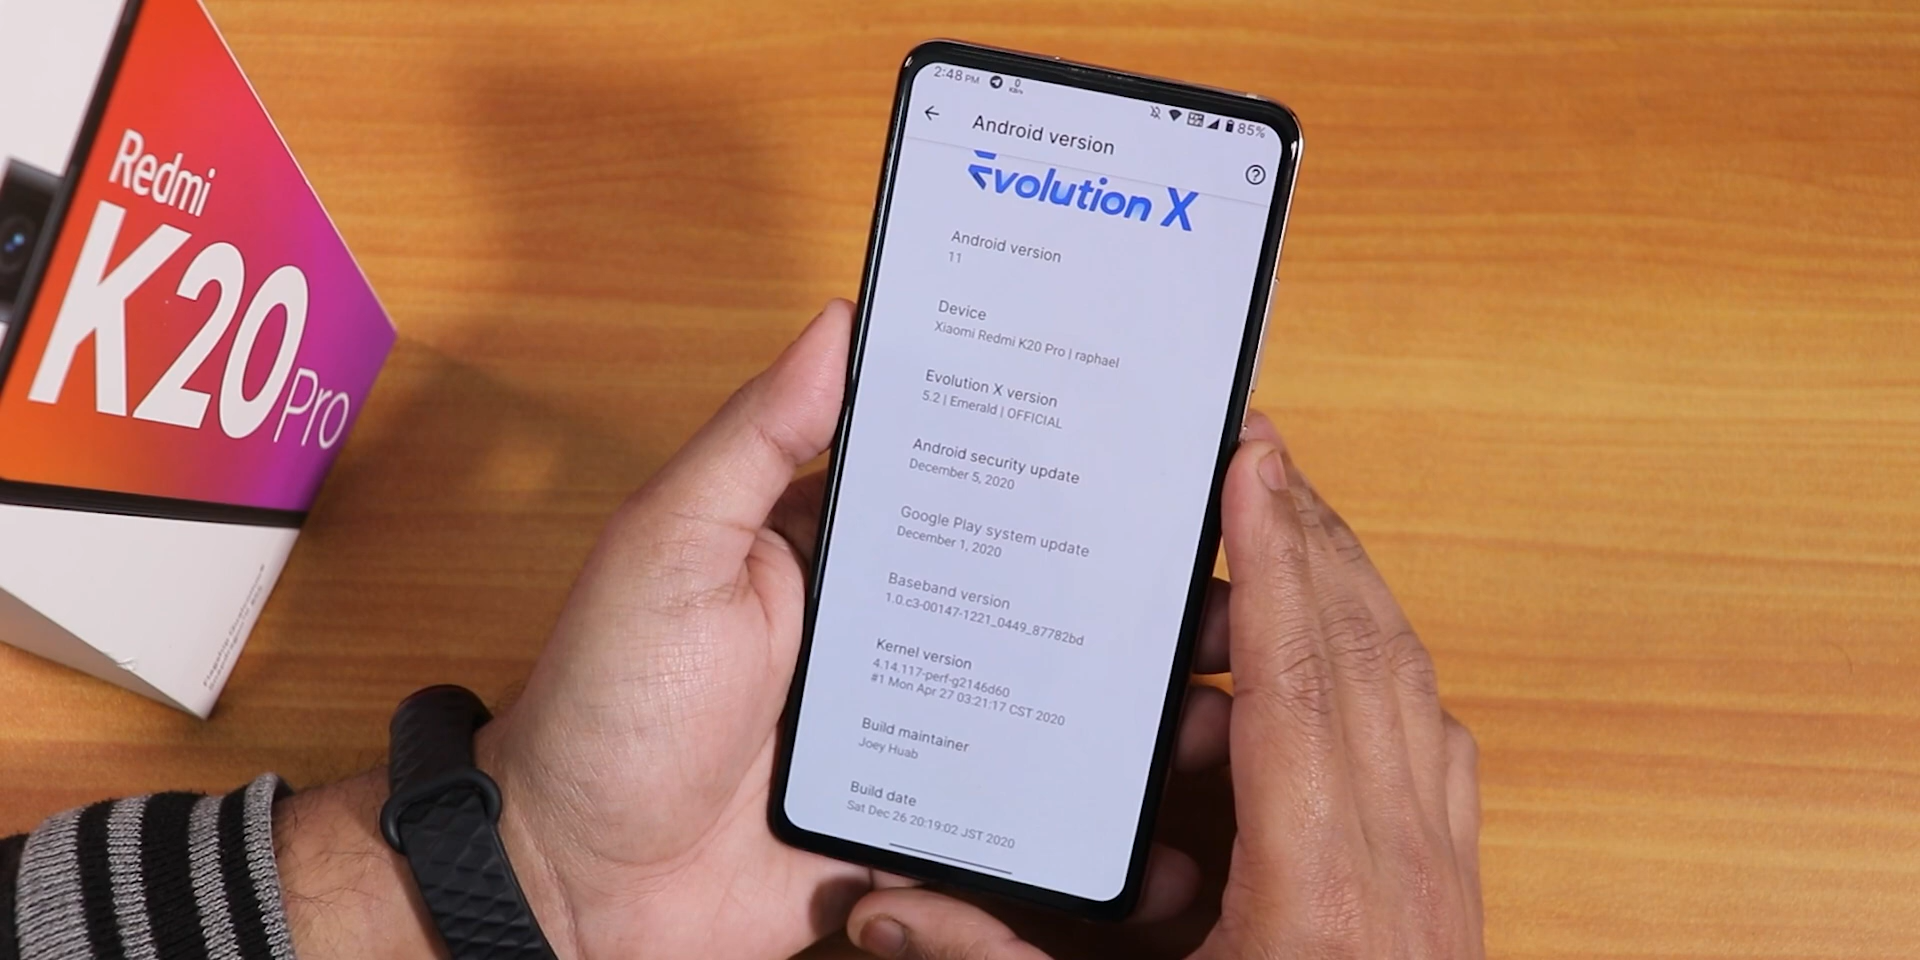 Redmi
K20 Pro
2:48 PM
0
KB/s
85%
Android version
Evolution X
Android version
11
Device
Xiaomi Redmi K20 Pro | raphael
Evolution X version
5.2 | Emerald | OFFICIAL
Android security update
December 5, 2020
Google Play system update
December 1, 2020
Baseband version
1.0.c3-00147-1221_0449_87782bd
Kernel version
4.14.117-perf-g2146d60
#1 Mon Apr 27 03:21:17 CST 2020
Build maintainer
Joey Huab
Build date
Sat Dec 26 20:19:02 JST 2020